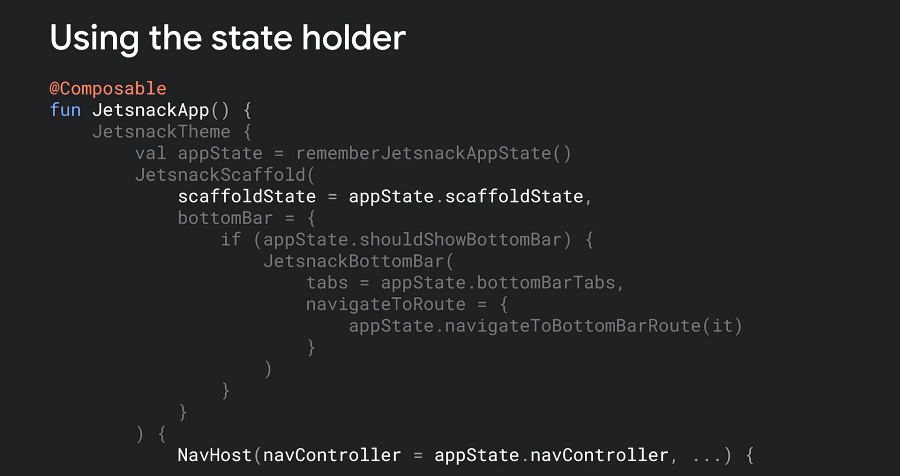 Using the state holder
@Composable
fun JetsnackApp() {
    JetsnackTheme {
        val appState = rememberJetsnackAppState()
        JetsnackScaffold(
            scaffoldState = appState.scaffoldState,
            bottomBar = {
                if (appState.shouldShowBottomBar) {
                    JetsnackBottomBar(
                        tabs = appState.bottomBarTabs,
                        navigateToRoute = {
                            appState.navigateToBottomBarRoute(it)
                        }
                    )
                }
            }
        ) {
            NavHost(navController = appState.navController, ...) {